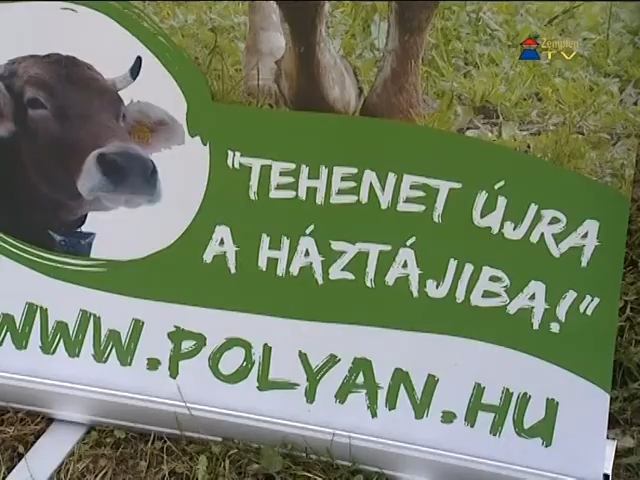 Zemplén
TV
"TEHENET ÚJRA
A HÁZTÁJIBA!"
WWW.POLYAN.HU